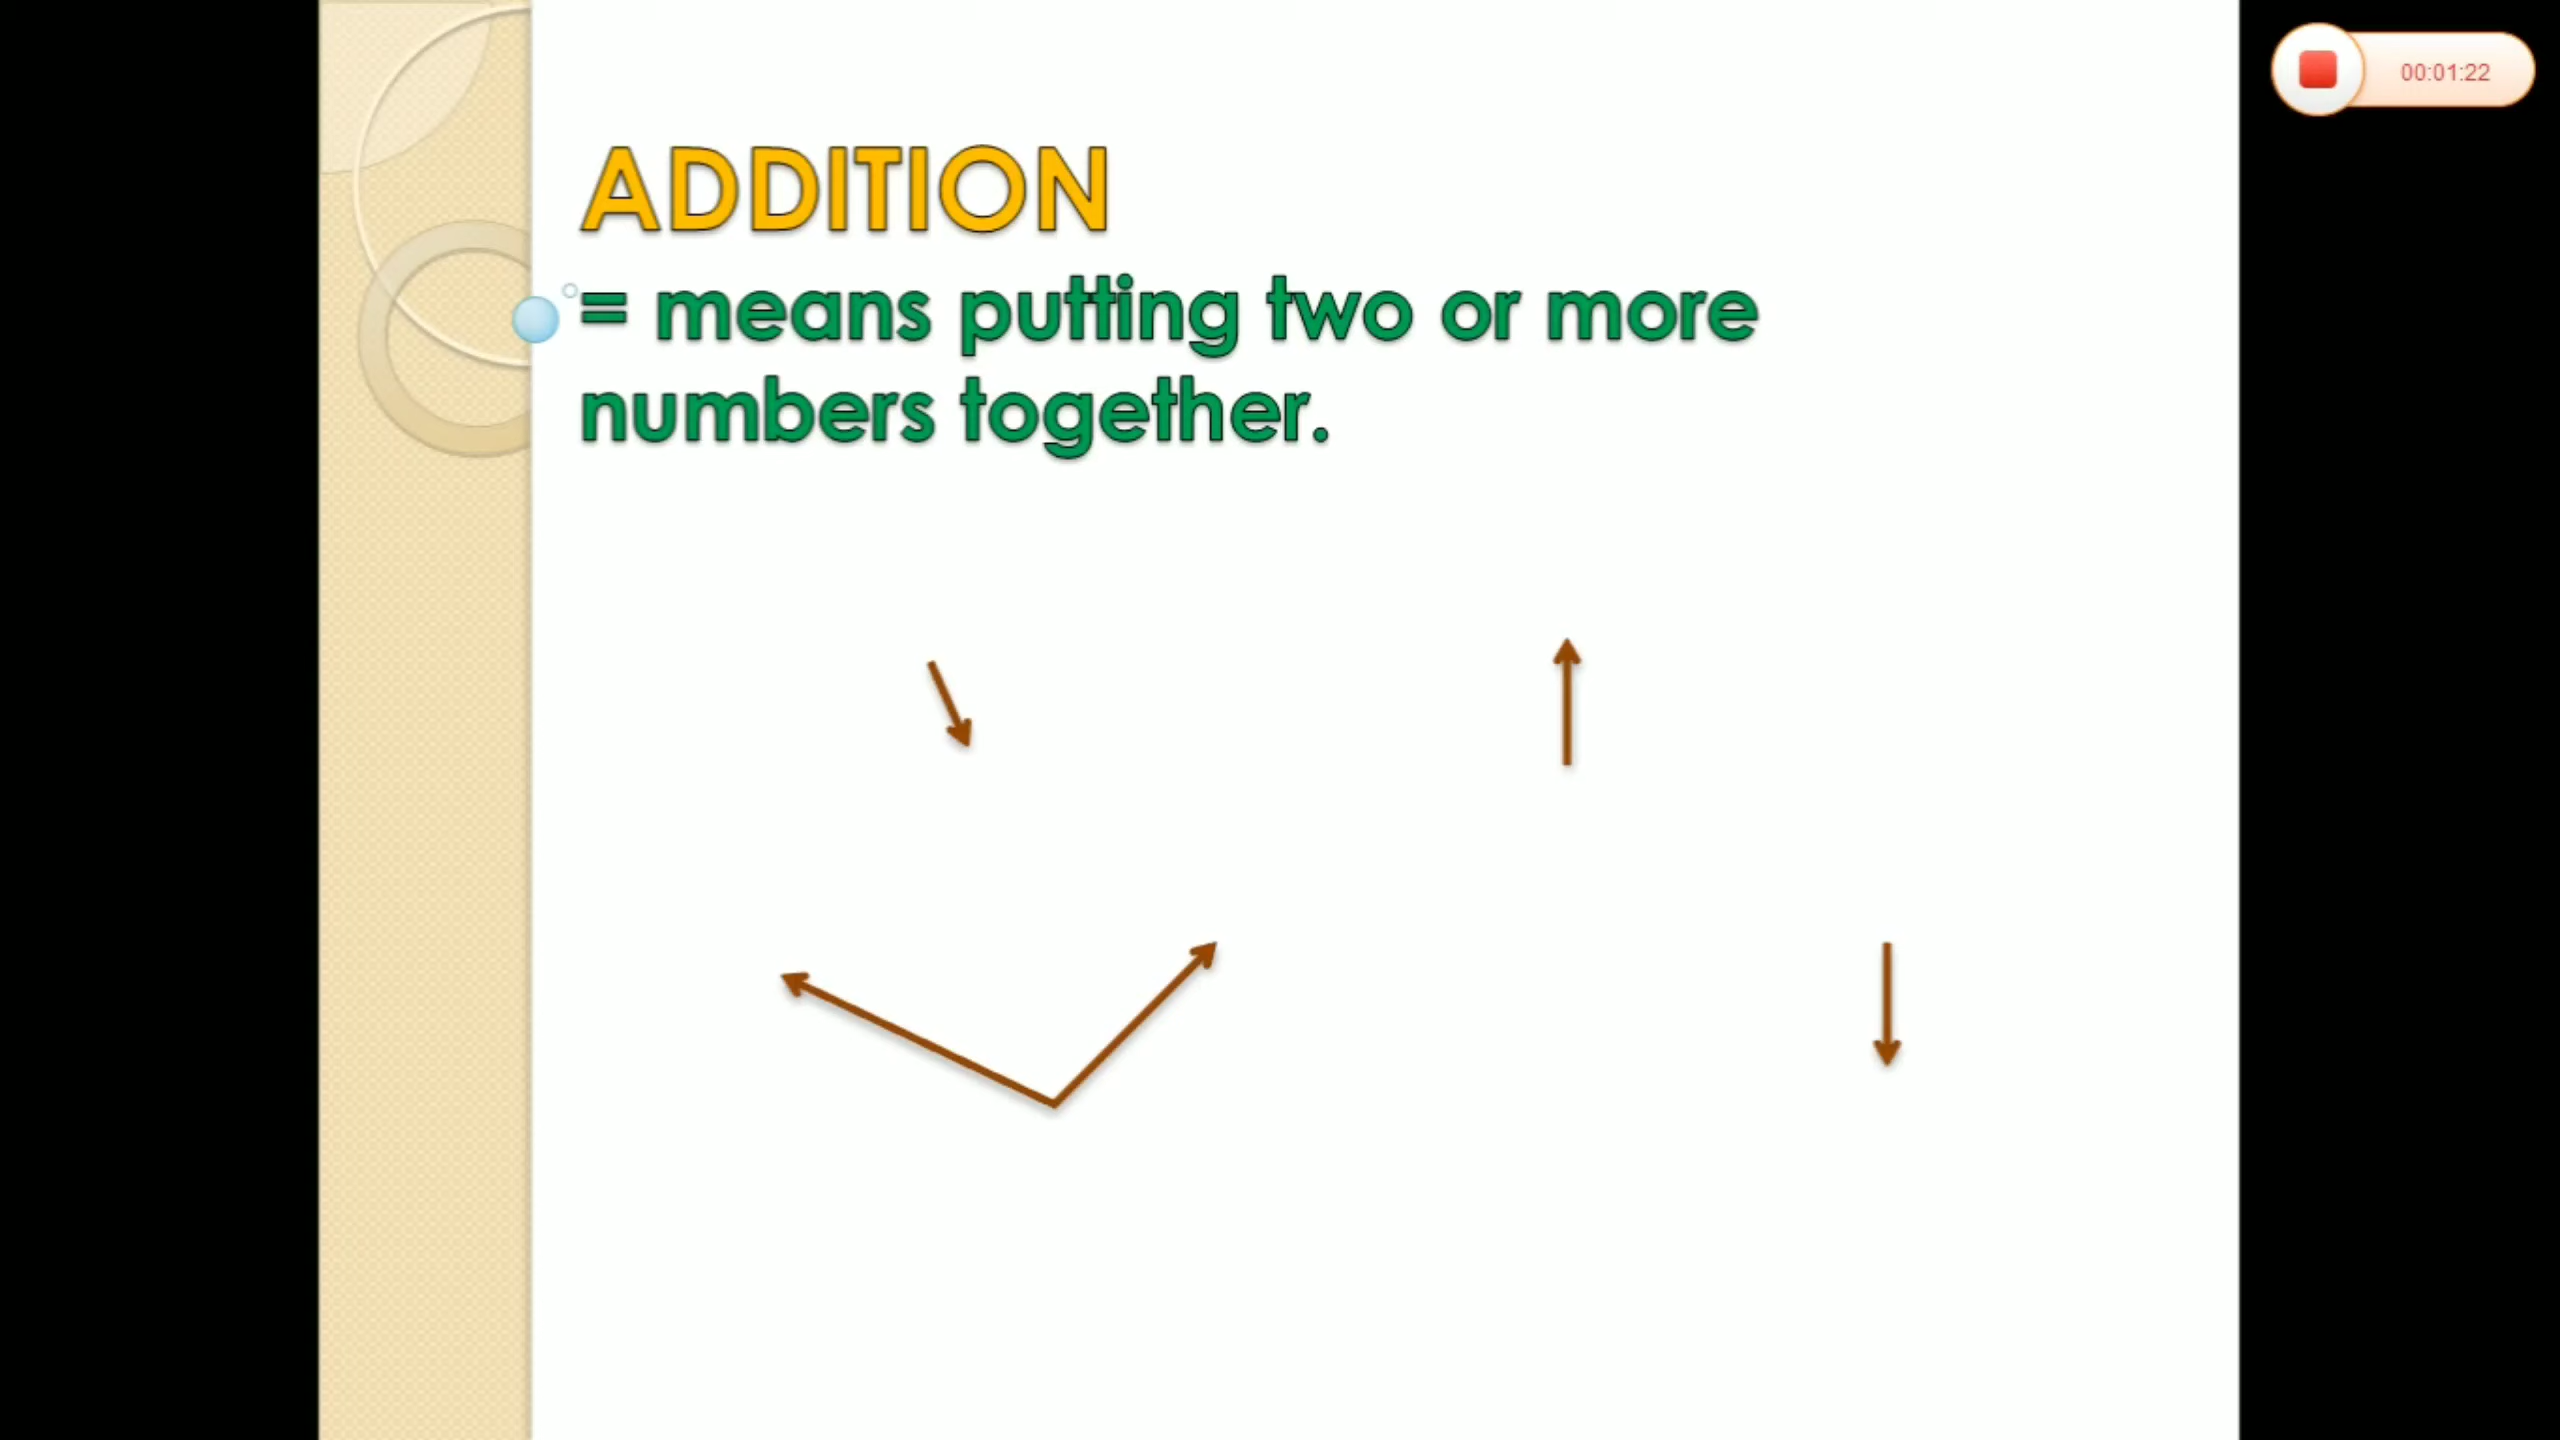 00:01:22
ADDITION
= means putting two or more
numbers together.